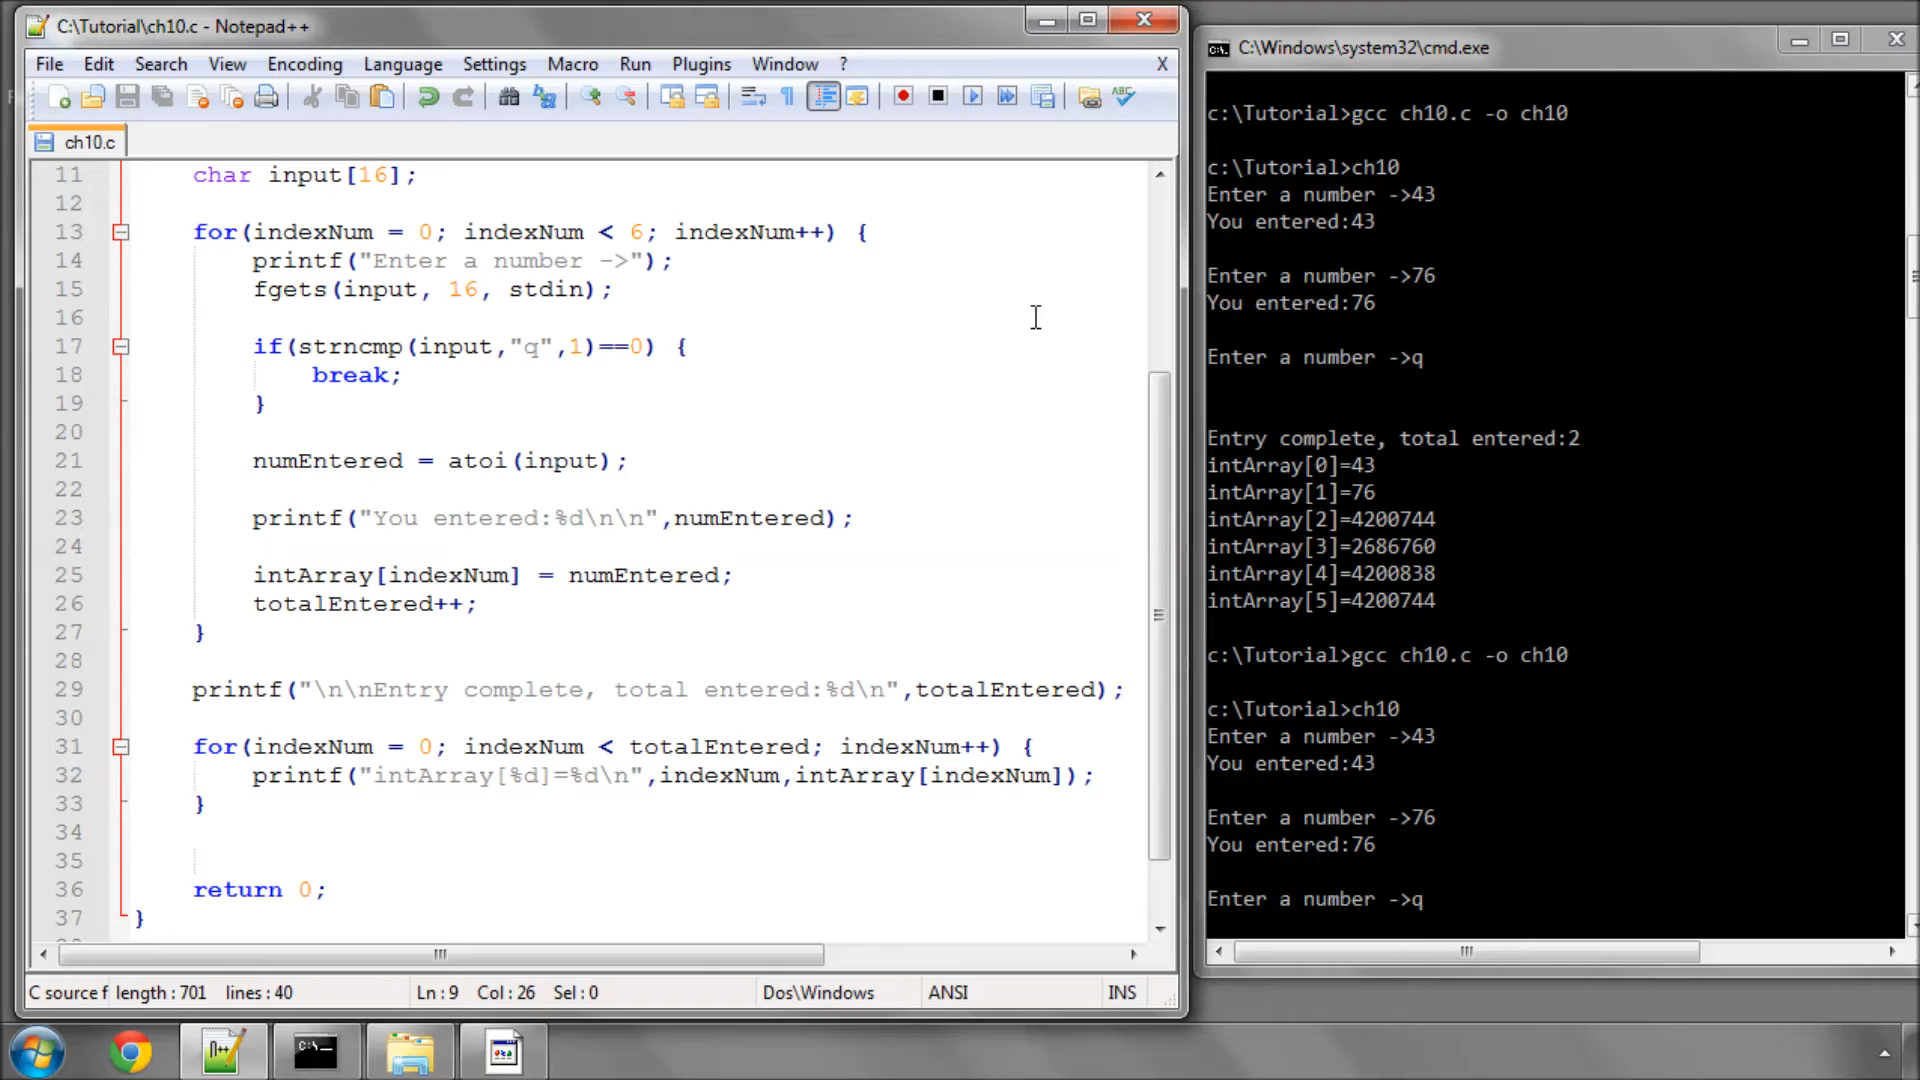 C:\Tutorial\ch10.c - Notepad++
File Edit Search View Encoding Language Settings Macro Run Plugins Window ? X
ch10.c
11 char input[16];
12
13 for(indexNum = 0; indexNum < 6; indexNum++) {
14 printf("Enter a number ->");
15 fgets(input, 16, stdin);
16
17 if(strncmp(input,"q",1)==0) {
18 break;
19 }
20
21 numEntered = atoi(input);
22
23 printf("You entered:%d\n\n",numEntered);
24
25 intArray[indexNum] = numEntered;
26 totalEntered++;
27 }
28
29 printf("\n\nEntry complete, total entered:%d\n",totalEntered);
30
31 for(indexNum = 0; indexNum < totalEntered; indexNum++) {
32 printf("intArray[%d]=%d\n",indexNum,intArray[indexNum]);
33 }
34
35
36 return 0;
37 }
C source f length : 701 lines : 40 Ln : 9 Col : 26 Sel : 0 Dos\Windows ANSI INS
C:\Windows\system32\cmd.exe
c:\Tutorial>gcc ch10.c -o ch10
c:\Tutorial>ch10
Enter a number ->43
You entered:43
Enter a number ->76
You entered:76
Enter a number ->q
Entry complete, total entered:2
intArray[0]=43
intArray[1]=76
intArray[2]=4200744
intArray[3]=2686760
intArray[4]=4200838
intArray[5]=4200744
c:\Tutorial>gcc ch10.c -o ch10
c:\Tutorial>ch10
Enter a number ->43
You entered:43
Enter a number ->76
You entered:76
Enter a number ->q